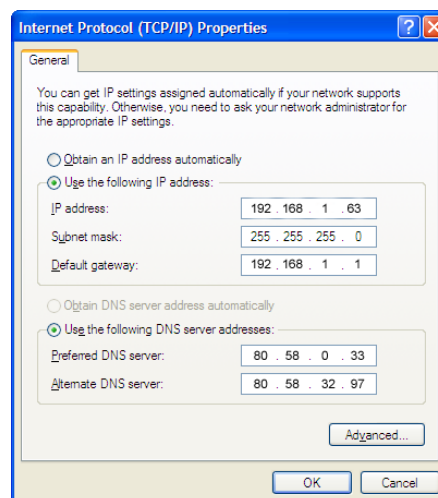 Internet Protocol (TCP/IP) Properties
General
You can get IP settings assigned automatically if your network supports
this capability. Otherwise, you need to ask your network administrator for
the appropriate IP settings.
Obtain an IP address automatically
Use the following IP address:
IP address: 192 . 168 . 1 . 63
Subnet mask: 255 . 255 . 255 . 0
Default gateway: 192 . 168 . 1 . 1
Obtain DNS server address automatically
Use the following DNS server addresses:
Preferred DNS server: 80 . 58 . 0 . 33
Alternate DNS server: 80 . 58 . 32 . 97
Advanced...
OK Cancel